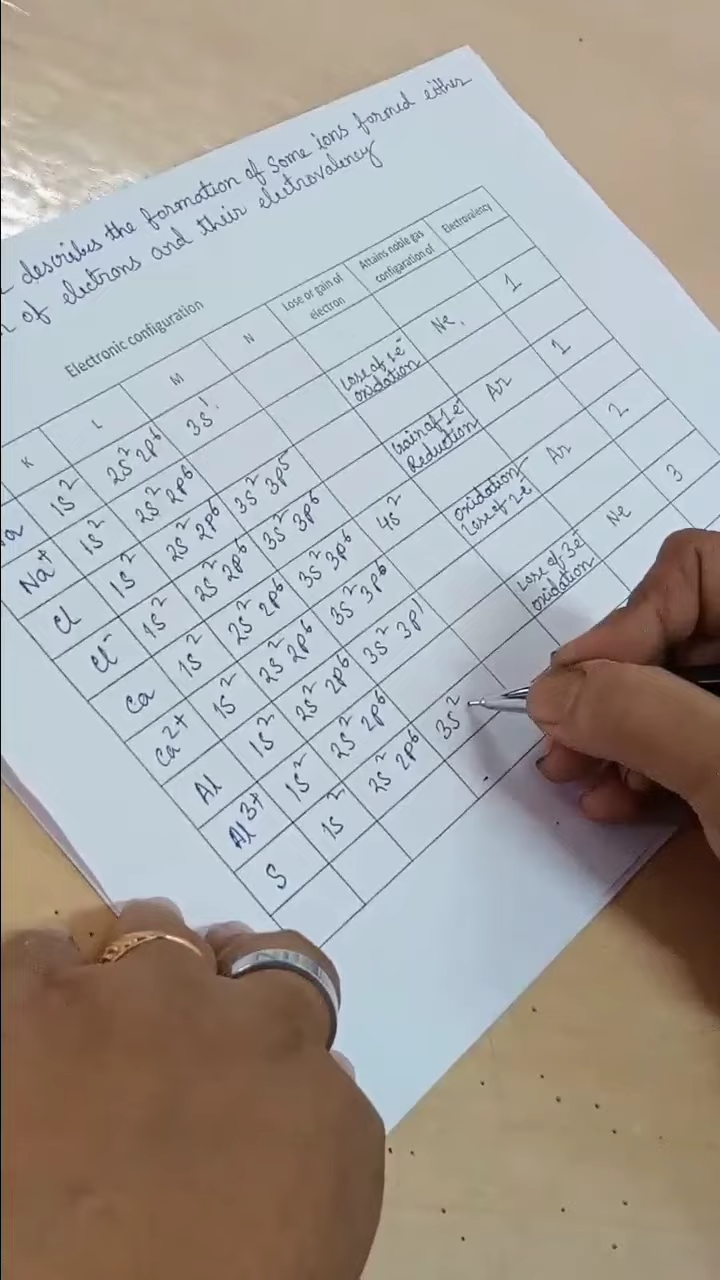 describes the formation of some ions formed either
of electrons and their electrovalency
Electronic configuration
Lose or gain of electron
Attains noble gas configaration of
Electrovalency
K L M N
1S² 2S² 2P⁶ 3S¹
Na⁺ 1S² 2S² 2P⁶ Lose of 1e⁻ oxidation Ne 1
Cl 1S² 2S² 2P⁶ 3S² 3P⁵
Cl⁻ 1S² 2S² 2P⁶ 3S² 3P⁶ Gain of 1e⁻ Reduction Ar 1
Ca 1S² 2S² 2P⁶ 3S² 3P⁶ 4S²
Ca²⁺ 1S² 2S² 2P⁶ 3S² 3P⁶ oxidation Lose of 2e⁻ Ar 2
Al 1S² 2S² 2P⁶ 3S² 3P¹
Al³⁺ 1S² 2S² 2P⁶ Lose of 3e⁻ oxidation Ne 3
S 1S² 2S² 2P⁶ 3S²